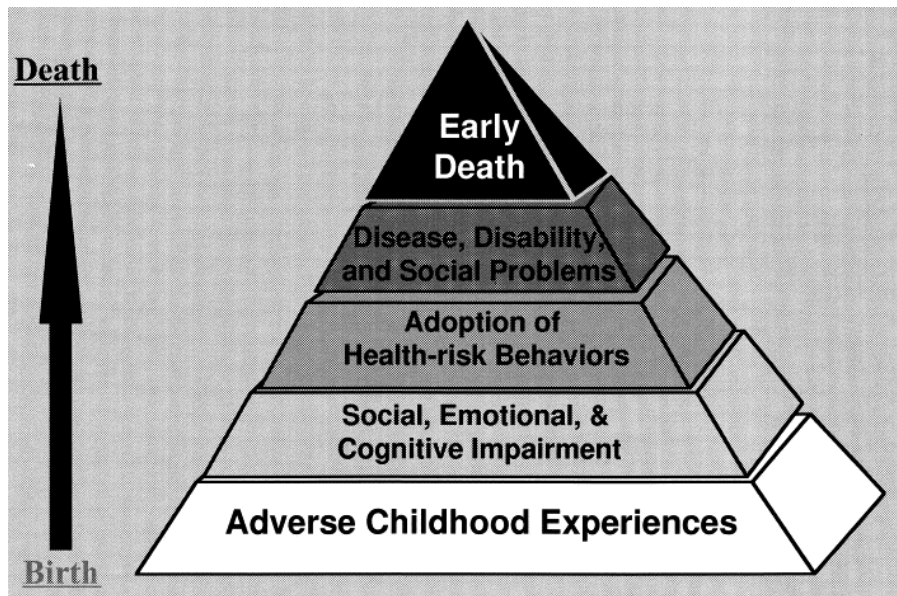 Death
Early
Death
Disease, Disability,
and Social Problems
Adoption of
Health-risk Behaviors
Social, Emotional, &
Cognitive Impairment
Adverse Childhood Experiences
Birth